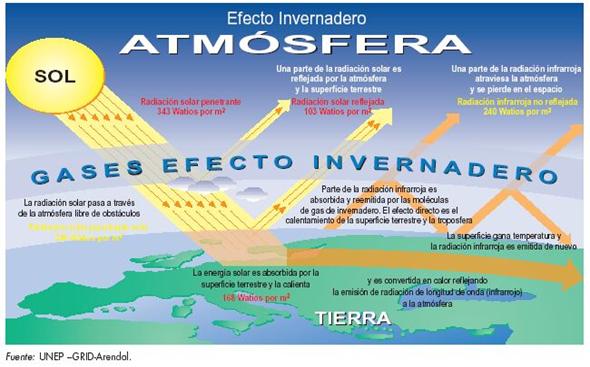 Efecto Invernadero
ATMÓSFERA
SOL
Una parte de la radiación solar es
reflejada por la atmósfera
y la superficie terrestre
Una parte de la radiación infrarroja
atraviesa la atmósfera
y se pierde en el espacio
Radiación solar penetrante
343 Watios por m²
Radiación solar reflejada
103 Watios por m²
Radiación infrarroja no reflejada
240 Watios por m²
GASES EFECTO INVERNADERO
La radiación solar pasa a través
de la atmósfera libre de obstáculos
Parte de la radiación infrarroja es
absorbida y reemitida por las moléculas
de gas de invernadero. El efecto directo es el
calentamiento de la superficie terrestre y la troposfera
La superficie gana temperatura y
la radiación infrarroja es emitida de nuevo
La energía solar es absorbida por la
superficie terrestre y la calienta
168 Watios por m²
y es convertida en calor reflejando
la emisión de radiación de longitud de onda (infrarrojo)
a la atmósfera
TIERRA
Fuente: UNEP –GRID-Arendal.